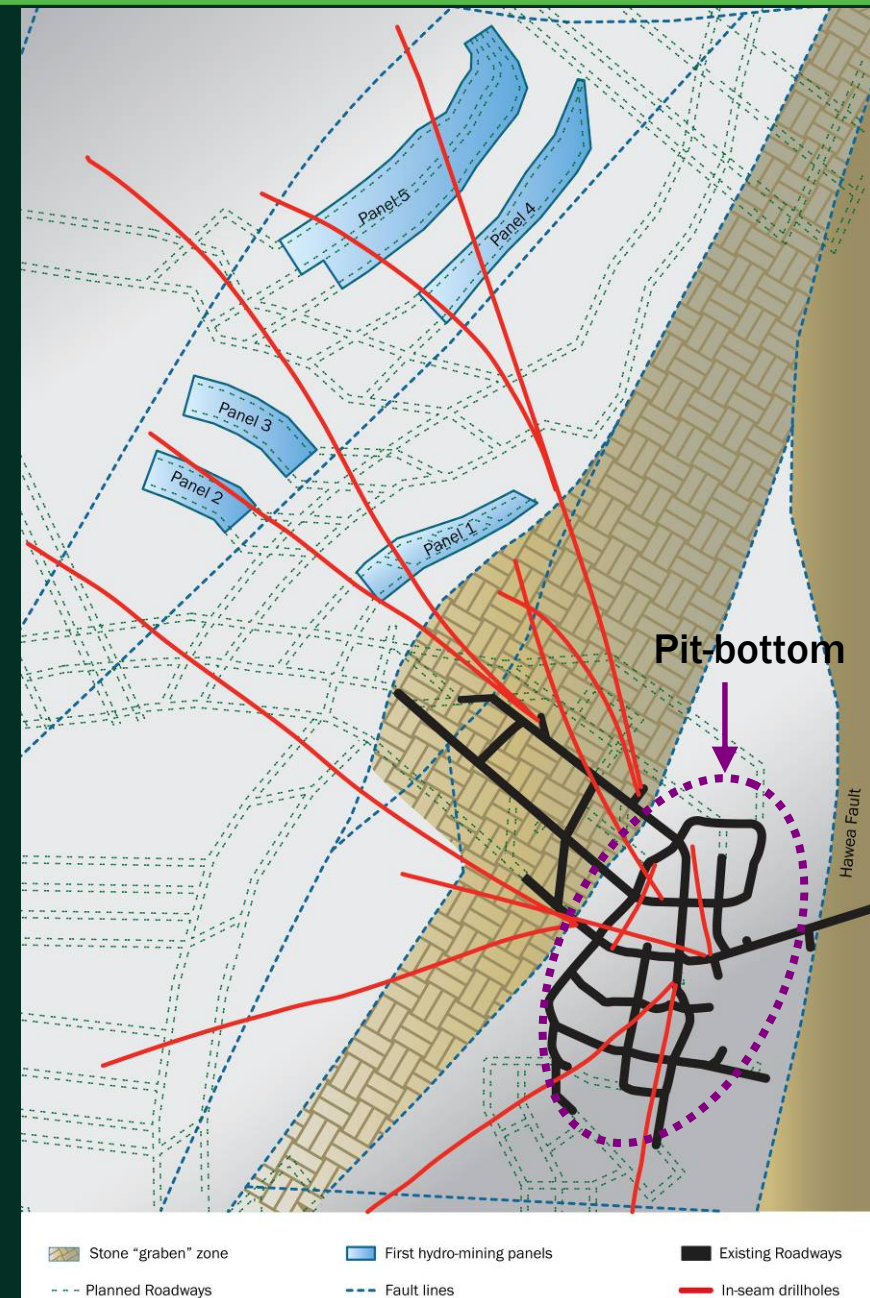 Panel 5
Panel 4
Panel 3
Panel 2
Panel 1
Pit-bottom
Hawea Fault
Stone “graben” zone
First hydro-mining panels
Existing Roadways
Planned Roadways
Fault lines
In-seam drillholes